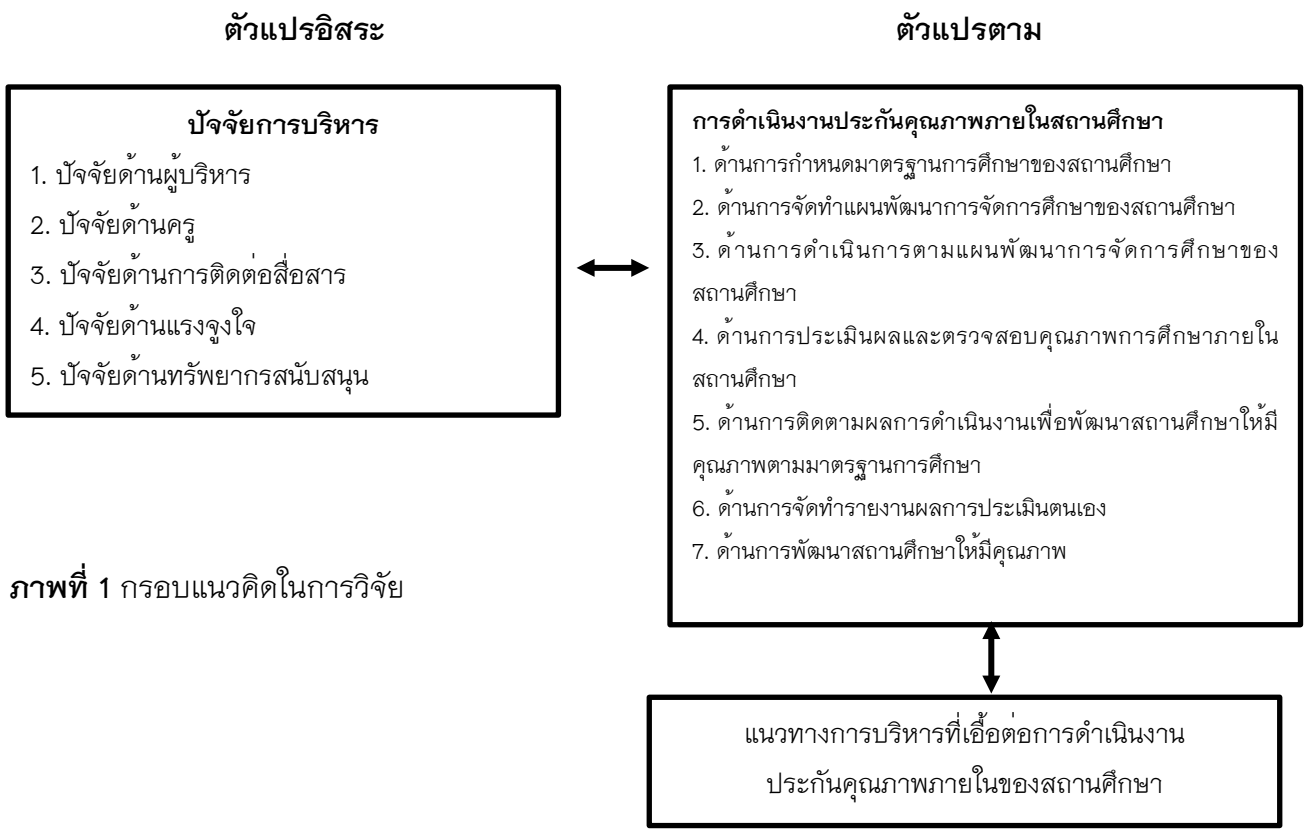 ตัวแปรอิสระ
ตัวแปรตาม
ปัจจัยการบริหาร
1. ปัจจัยด้านผู้บริหาร
2. ปัจจัยด้านครู
3. ปัจจัยด้านการติดต่อสื่อสาร
4. ปัจจัยด้านแรงจูงใจ
5. ปัจจัยด้านทรัพยากรสนับสนุน
การดำเนินงานประกันคุณภาพภายในสถานศึกษา
1. ด้านการกำหนดมาตรฐานการศึกษาของสถานศึกษา
2. ด้านการจัดทำแผนพัฒนาการจัดการศึกษาของสถานศึกษา
3. ด้านการดำเนินการตามแผนพัฒนาการจัดการศึกษาของ
สถานศึกษา
4. ด้านการประเมินผลและตรวจสอบคุณภาพการศึกษาภายใน
สถานศึกษา
5. ด้านการติดตามผลการดำเนินงานเพื่อพัฒนาสถานศึกษาให้มี
คุณภาพตามมาตรฐานการศึกษา
6. ด้านการจัดทำรายงานผลการประเมินตนเอง
7. ด้านการพัฒนาสถานศึกษาให้มีคุณภาพ
ภาพที่ 1 กรอบแนวคิดในการวิจัย
แนวทางการบริหารที่เอื้อต่อการดำเนินงาน
ประกันคุณภาพภายในของสถานศึกษา